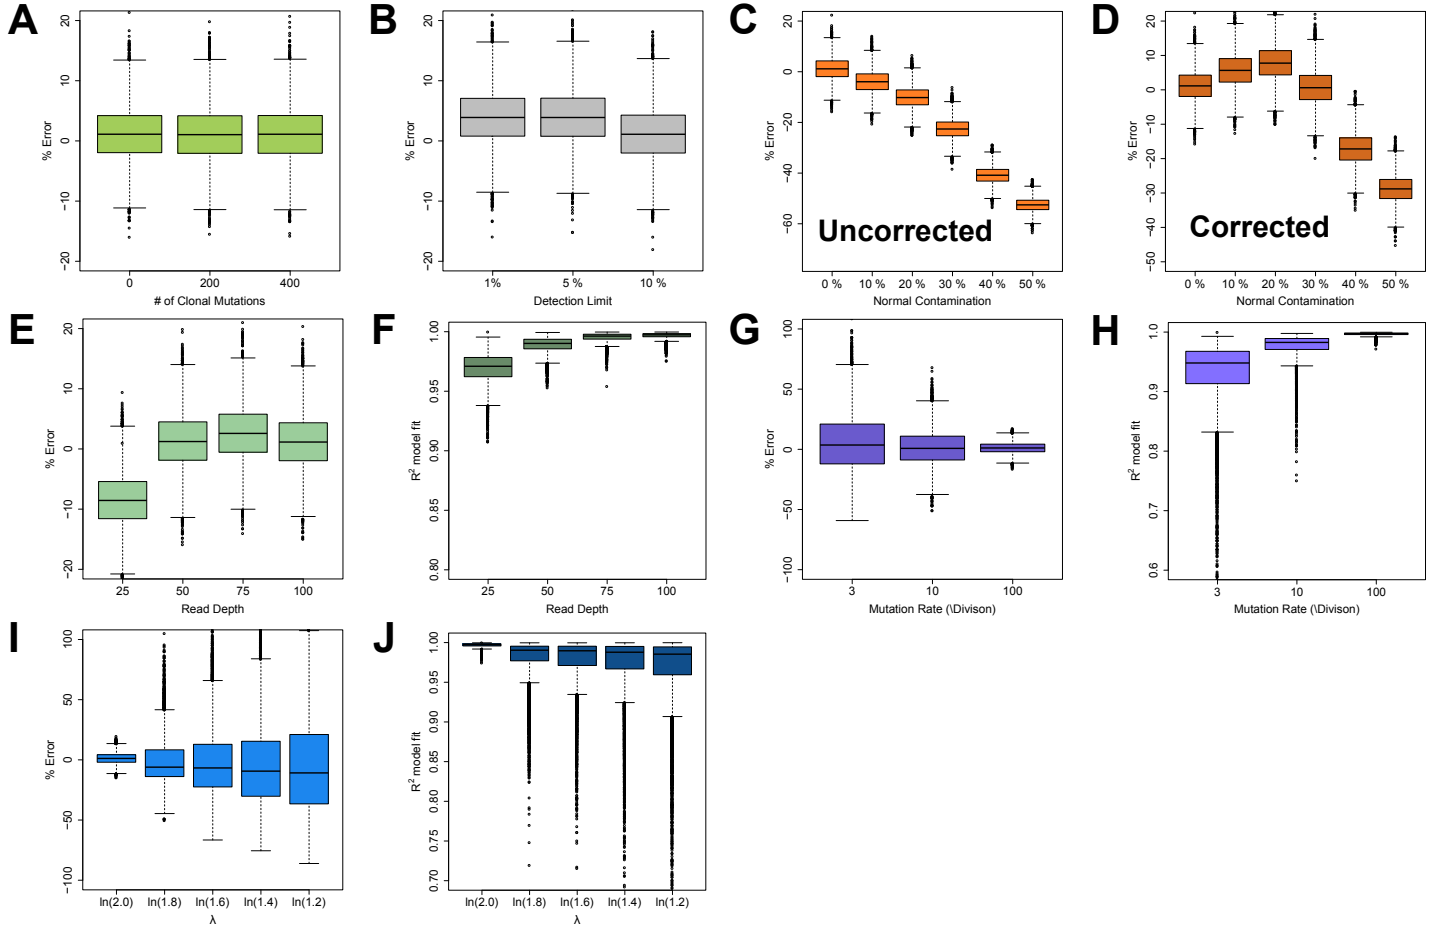 A
% Error
20
10
0
−10
−20
0 200 400
# of Clonal Mutations
B
% Error
20
10
0
−10
−20
1% 5 % 10 %
Detection Limit
C
% Error
20
0
−20
−40
−60
Uncorrected
0 % 10 % 20 % 30 % 40 % 50 %
Normal Contamination
D
% Error
20
10
0
−10
−20
−30
−40
−50
Corrected
0 % 10 % 20 % 30 % 40 % 50 %
Normal Contamination
E
% Error
20
10
0
−10
−20
25 50 75 100
Read Depth
F
R² model fit
1.00
0.95
0.90
0.85
0.80
25 50 75 100
Read Depth
G
% Error
100
50
0
−50
−100
3 10 100
Mutation Rate (\Divison)
H
R² model fit
1.0
0.9
0.8
0.7
0.6
3 10 100
Mutation Rate (\Divison)
I
% Error
100
50
0
−50
−100
ln(2.0) ln(1.8) ln(1.6) ln(1.4) ln(1.2)
λ
J
R² model fit
1.00
0.95
0.90
0.85
0.80
0.75
0.70
ln(2.0) ln(1.8) ln(1.6) ln(1.4) ln(1.2)
λ